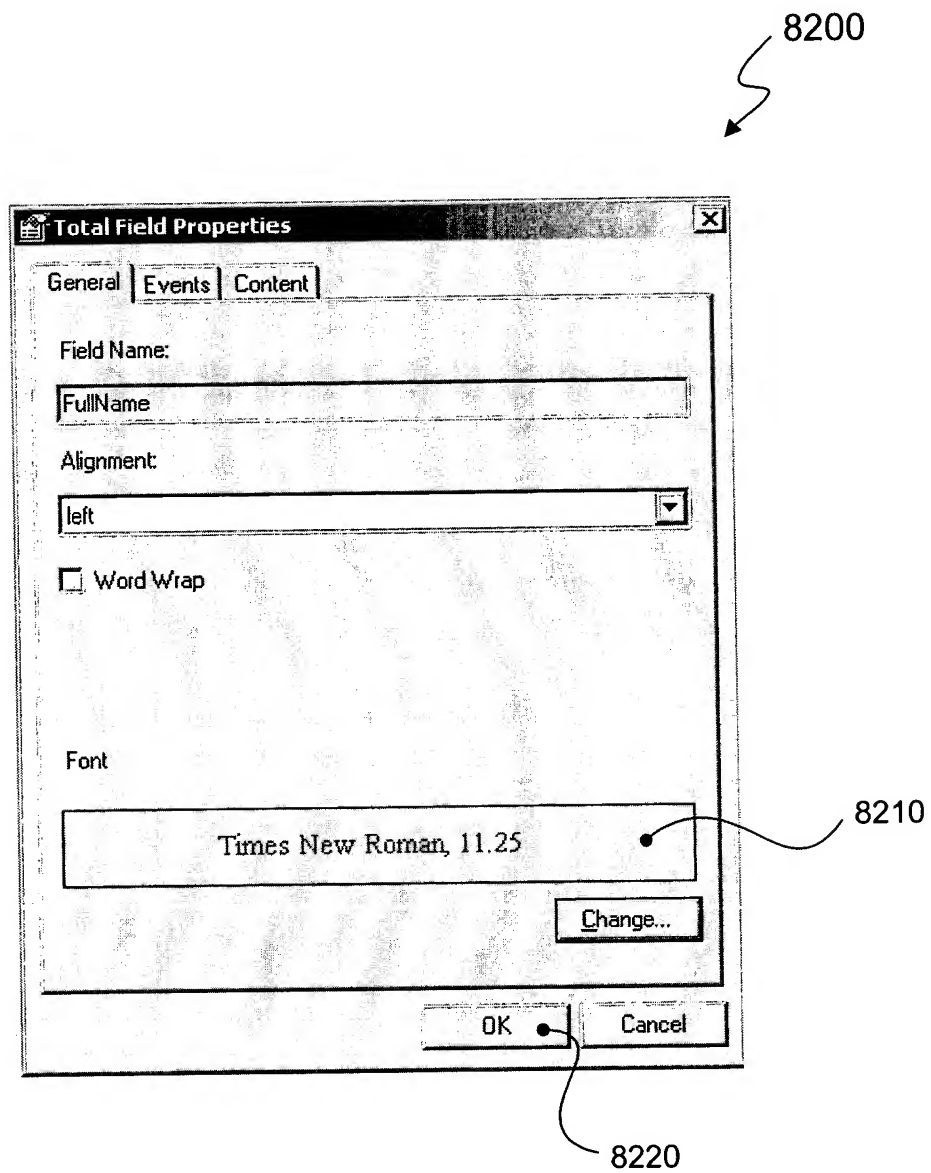 8200
Total Field Properties
General Events Content
Field Name:
FullName
Alignment:
left
Word Wrap
Font
Times New Roman, 11.25
8210
Change...
OK Cancel
8220